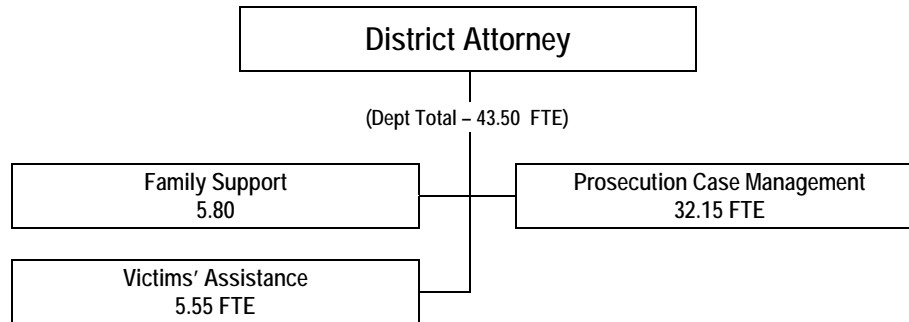 District Attorney
(Dept Total – 43.50 FTE)
Family Support
5.80
Prosecution Case Management
32.15 FTE
Victims’ Assistance
5.55 FTE